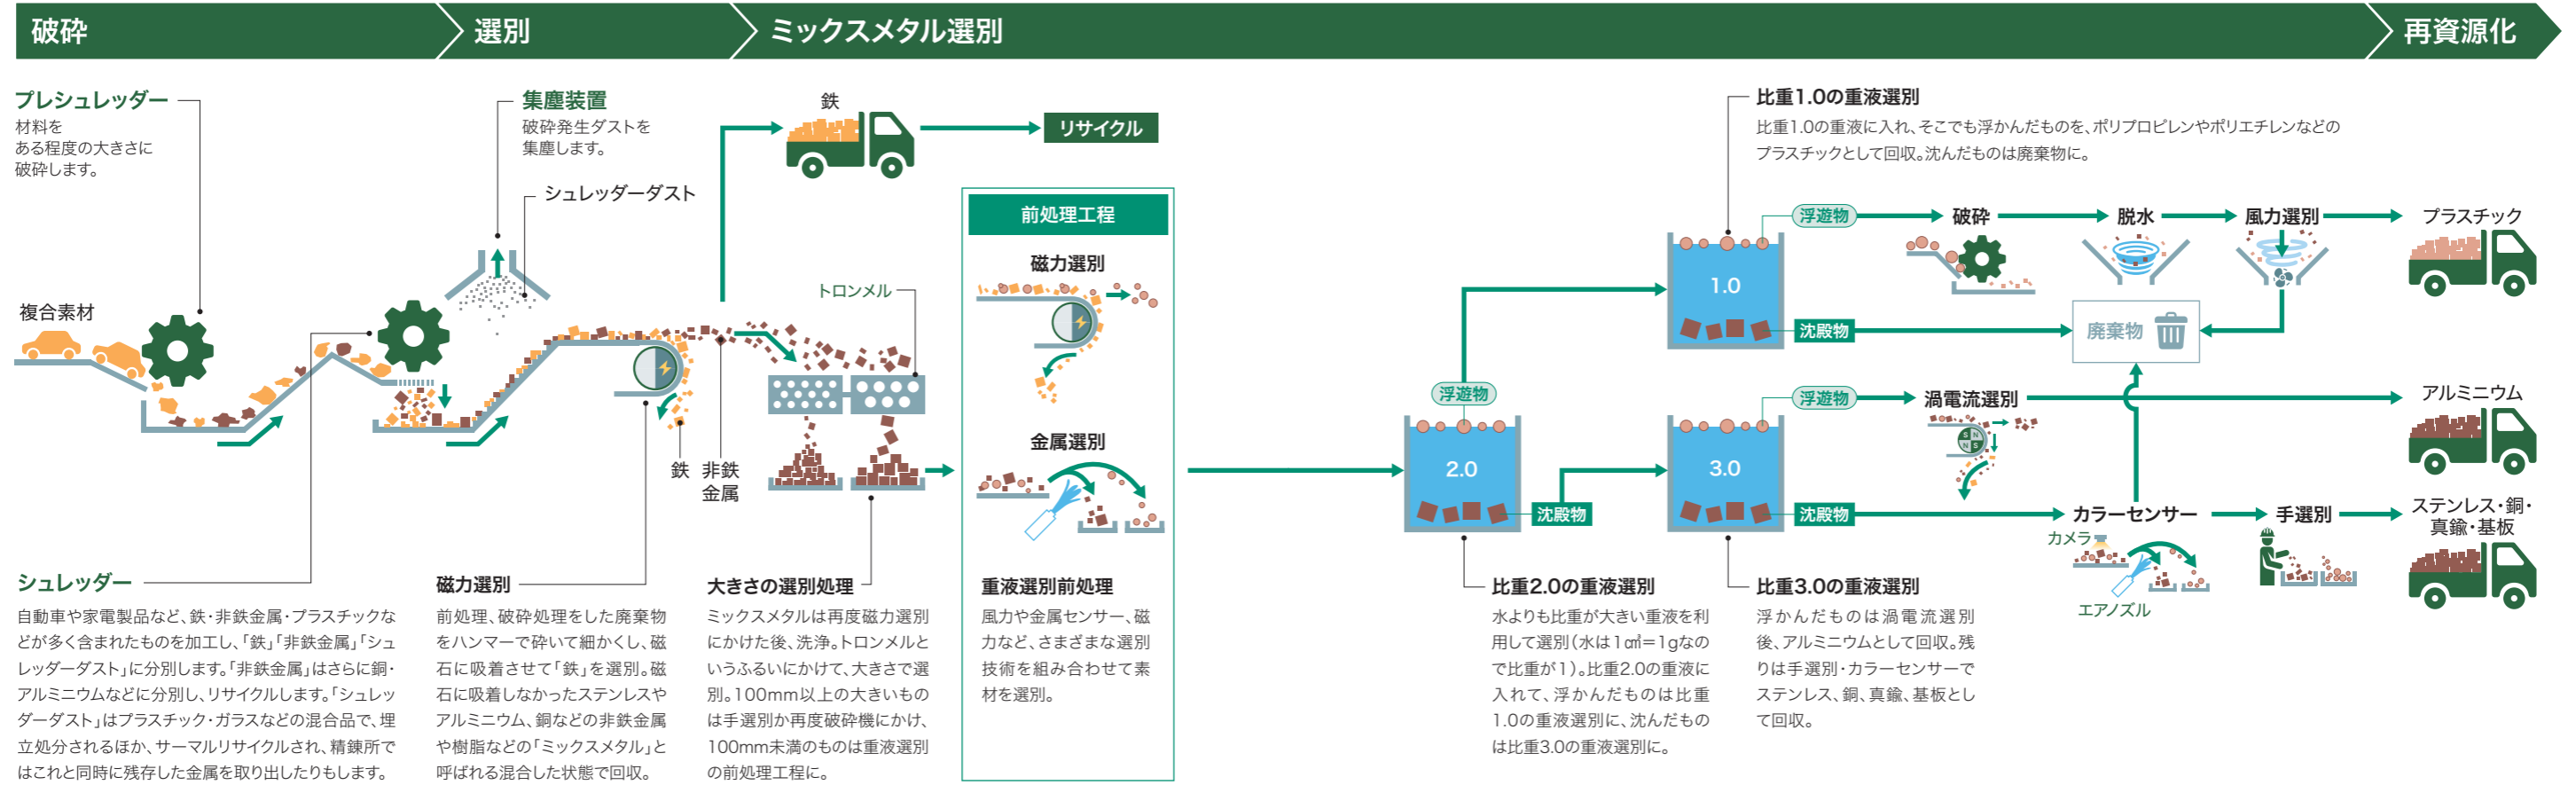 破砕
選別
ミックスメタル選別
再資源化
プレシュレッダー
材料を
ある程度の大きさに
破砕します。
複合素材
集塵装置
破砕発生ダストを
集塵します。
シュレッダーダスト
鉄
リサイクル
トロンメル
鉄
非鉄
金属
シュレッダー
自動車や家電製品など、鉄・非鉄金属・プラスチックな
どが多く含まれたものを加工し、「鉄」「非鉄金属」「シュ
レッダーダスト」に分別します。「非鉄金属」はさらに銅・
アルミニウムなどに分別し、リサイクルします。「シュレッ
ダーダスト」はプラスチック・ガラスなどの混合品で、埋
立処分されるほか、サーマルリサイクルされ、精錬所で
はこれと同時に残存した金属を取り出したりもします。
磁力選別
前処理、破砕処理をした廃棄物
をハンマーで砕いて細かくし、磁
石に吸着させて「鉄」を選別。磁
石に吸着しなかったステンレスや
アルミニウム、銅などの非鉄金属
や樹脂などの「ミックスメタル」と
呼ばれる混合した状態で回収。
大きさの選別処理
ミックスメタルは再度磁力選別
にかけた後、洗浄。トロンメルと
いうふるいにかけて、大きさで選
別。100mm以上の大きいもの
は手選別か再度破砕機にかけ、
100mm未満のものは重液選別
の前処理工程に。
前処理工程
磁力選別
金属選別
重液選別前処理
風力や金属センサー、磁
力など、さまざまな選別
技術を組み合わせて素
材を選別。
浮遊物
2.0
沈殿物
比重2.0の重液選別
水よりも比重が大きい重液を利
用して選別（水は1㎤＝1gなの
で比重が1）。比重2.0の重液に
入れて、浮かんだものは比重
1.0の重液選別に、沈んだもの
は比重3.0の重液選別に。
比重1.0の重液選別
比重1.0の重液に入れ、そこでも浮かんだものを、ポリプロピレンやポリエチレンなどの
プラスチックとして回収。沈んだものは廃棄物に。
1.0
浮遊物
破砕
脱水
風力選別
プラスチック
沈殿物
廃棄物
3.0
浮遊物
渦電流選別
S N
N S
アルミニウム
沈殿物
カラーセンサー
カメラ
エアノズル
手選別
ステンレス・銅・
真鍮・基板
比重3.0の重液選別
浮かんだものは渦電流選別
後、アルミニウムとして回収。残
りは手選別・カラーセンサーで
ステンレス、銅、真鍮、基板とし
て回収。